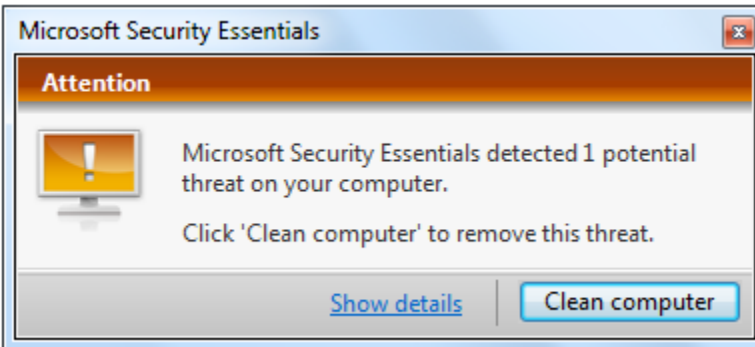 Microsoft Security Essentials
Attention
Microsoft Security Essentials detected 1 potential
threat on your computer.
Click 'Clean computer' to remove this threat.
Show details
Clean computer